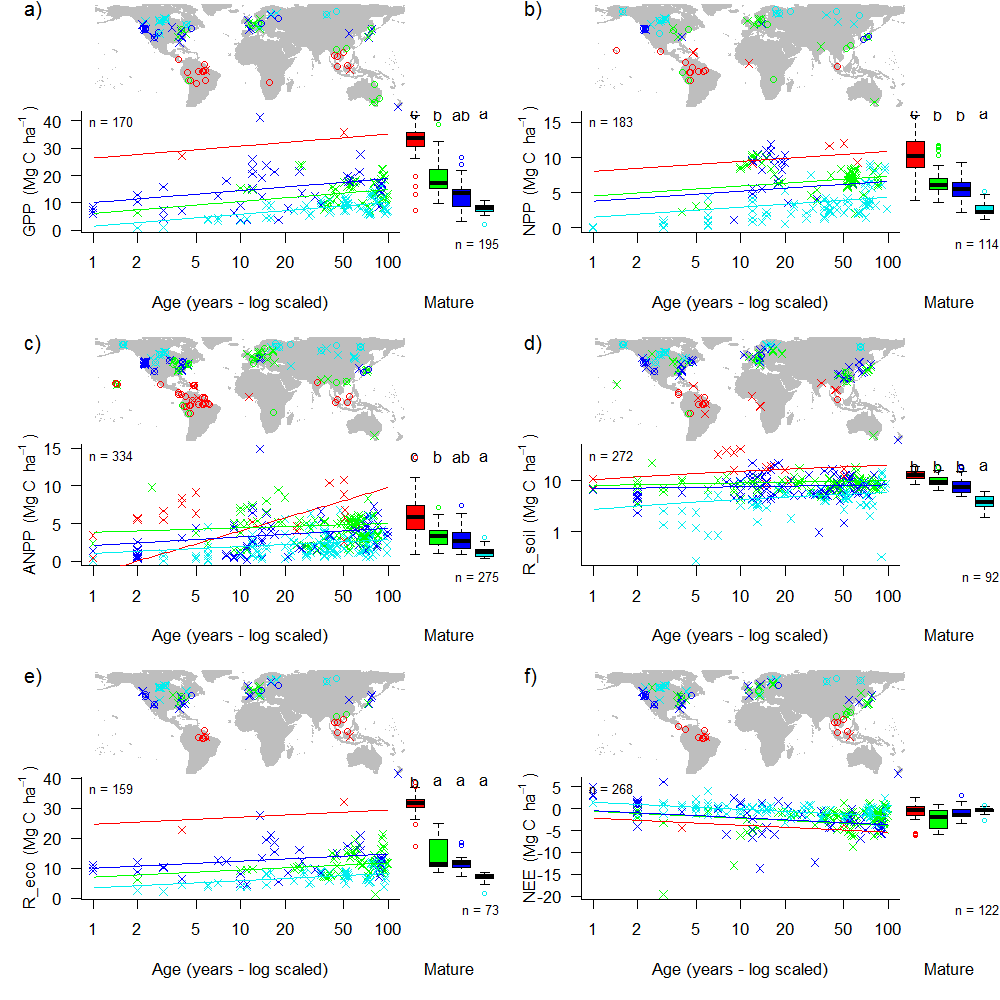 a)
GPP (Mg C ha⁻¹)
40
30
20
10
0
n = 170
c b ab a
n = 195
1 2 5 10 20 50 100
Age (years - log scaled)
Mature
b)
NPP (Mg C ha⁻¹)
15
10
5
0
n = 183
c b b a
n = 114
1 2 5 10 20 50 100
Age (years - log scaled)
Mature
c)
ANPP (Mg C ha⁻¹)
15
10
5
0
n = 334
c b ab a
n = 275
1 2 5 10 20 50 100
Age (years - log scaled)
Mature
d)
R_soil (Mg C ha⁻¹)
10
1
n = 272
b b b a
n = 92
1 2 5 10 20 50 100
Age (years - log scaled)
Mature
e)
R_eco (Mg C ha⁻¹)
40
30
20
10
0
n = 159
b a a a
n = 73
1 2 5 10 20 50 100
Age (years - log scaled)
Mature
f)
NEE (Mg C ha⁻¹)
5
0
-5
-10
-15
-20
n = 268
n = 122
1 2 5 10 20 50 100
Age (years - log scaled)
Mature